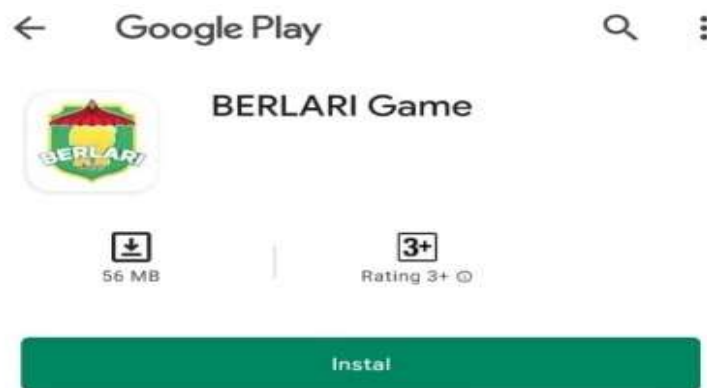 Google Play
BERLARI Game
BERLARI
56 MB
3+
Rating 3+
Instal